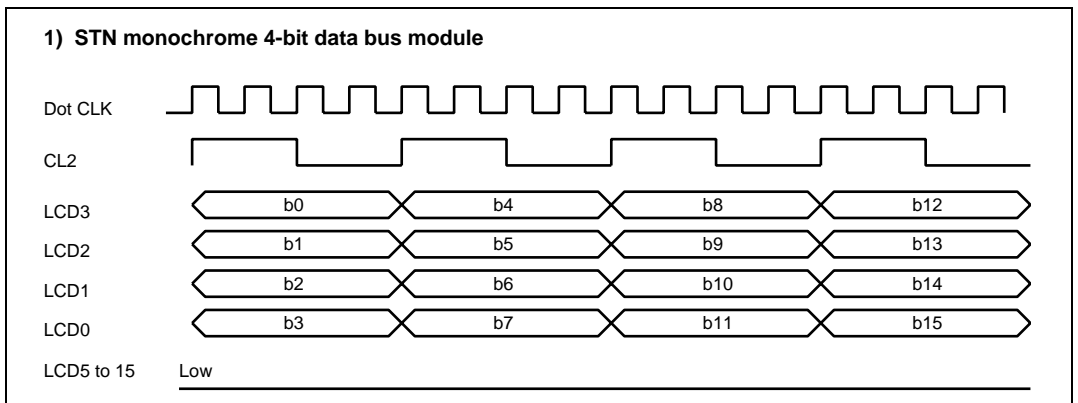 1) STN monochrome 4-bit data bus module
Dot CLK
CL2
LCD3 b0 b4 b8 b12
LCD2 b1 b5 b9 b13
LCD1 b2 b6 b10 b14
LCD0 b3 b7 b11 b15
LCD5 to 15 Low